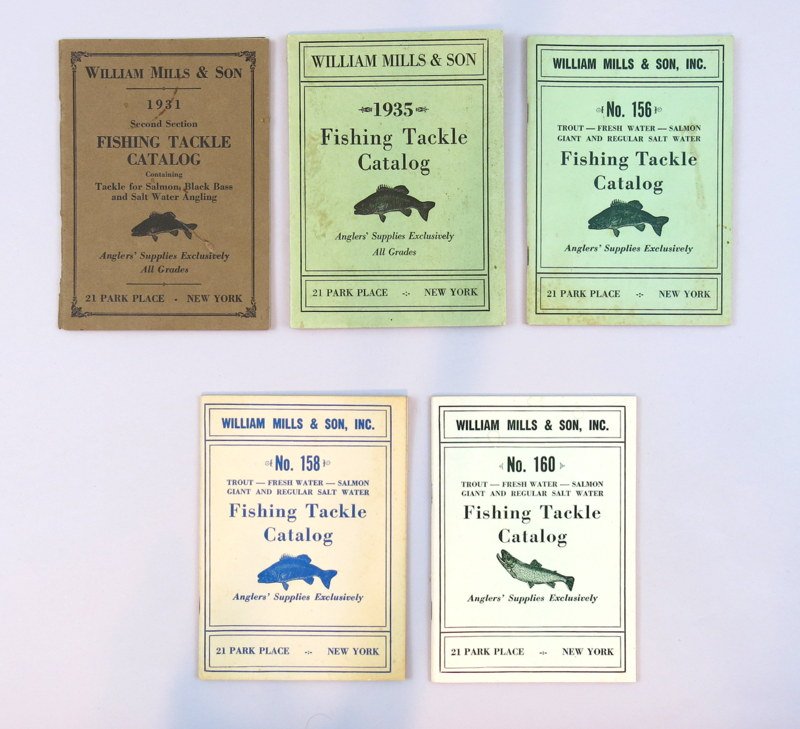 WILLIAM MILLS & SON
1931
Second Section
FISHING TACKLE
CATALOG
Containing
Tackle for Salmon, Black Bass
and Salt Water Angling
Anglers' Supplies Exclusively
All Grades
21 PARK PLACE - NEW YORK
WILLIAM MILLS & SON
1935
Fishing Tackle
Catalog
Anglers' Supplies Exclusively
All Grades
21 PARK PLACE -:- NEW YORK
WILLIAM MILLS & SON, INC.
No. 156
TROUT — FRESH WATER — SALMON
GIANT AND REGULAR SALT WATER
Fishing Tackle
Catalog
Anglers' Supplies Exclusively
21 PARK PLACE -:- NEW YORK
WILLIAM MILLS & SON, INC.
No. 158
TROUT — FRESH WATER — SALMON
GIANT AND REGULAR SALT WATER
Fishing Tackle
Catalog
Anglers' Supplies Exclusively
21 PARK PLACE -:- NEW YORK
WILLIAM MILLS & SON, INC.
No. 160
TROUT — FRESH WATER — SALMON
GIANT AND REGULAR SALT WATER
Fishing Tackle
Catalog
Anglers' Supplies Exclusively
21 PARK PLACE -:- NEW YORK